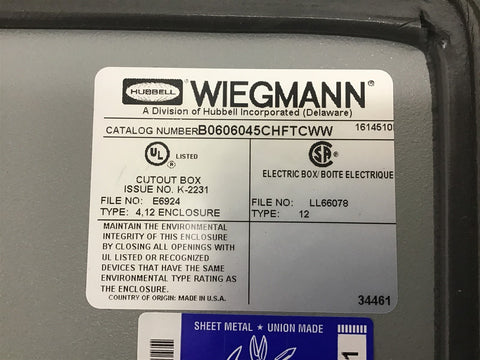 HUBBELL ® WIEGMANN®
A Division of Hubbell Incorporated (Delaware)
CATALOG NUMBER B0606045CHFTCWW 1614510
UL ® LISTED
CUTOUT BOX
ISSUE NO. K-2231
FILE NO: E6924
TYPE: 4,12 ENCLOSURE
SA ®
ELECTRIC BOX/ BOITE ELECTRIQUE
FILE NO: LL66078
TYPE: 12
MAINTAIN THE ENVIRONMENTAL
INTEGRITY OF THIS ENCLOSURE
BY CLOSING ALL OPENINGS WITH
UL LISTED OR RECOGNIZED
DEVICES THAT HAVE THE SAME
ENVIRONMENTAL TYPE RATING AS
THE ENCLOSURE.
COUNTRY OF ORIGIN: MADE IN U.S.A.
34461
SHEET METAL ★ UNION MADE
1